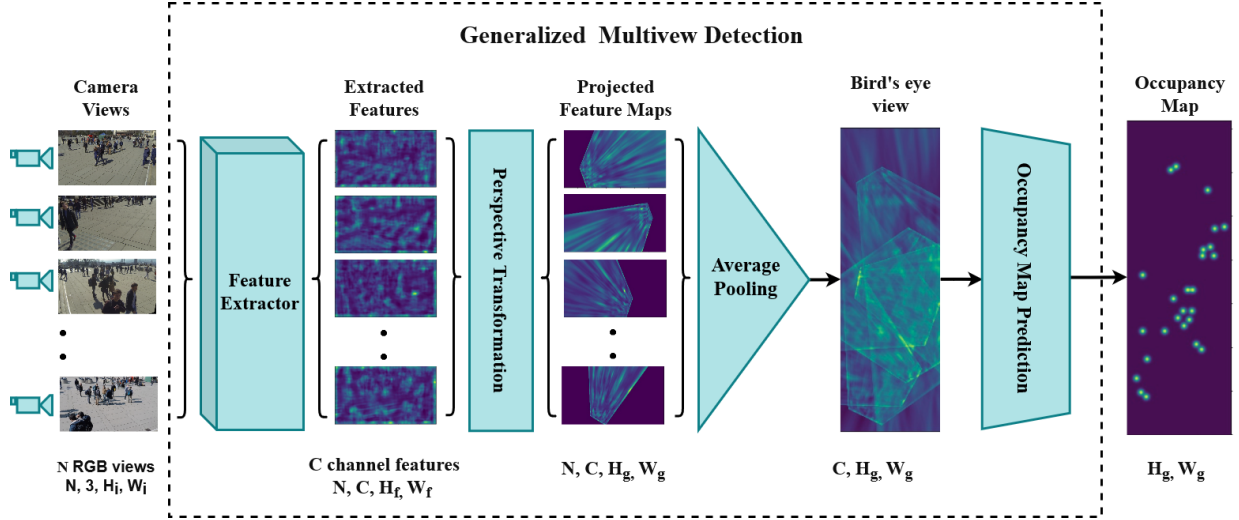 Generalized Multivew Detection
Camera
Views
Extracted
Features
Projected
Feature Maps
Bird's eye
view
Occupancy
Map
Feature
Extractor
Perspective Transformation
Average
Pooling
Occupancy Map Prediction
N RGB views
N, 3, Hi, Wi
C channel features
N, C, Hf, Wf
N, C, Hg, Wg
C, Hg, Wg
Hg, Wg